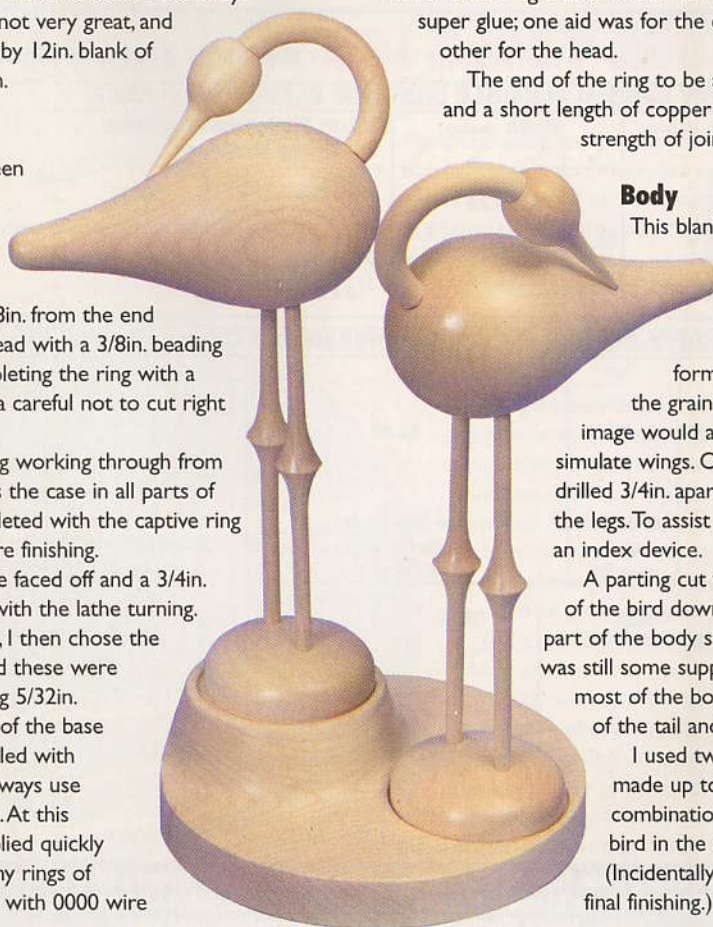 not very great, and
by 12in. blank of
n.
een
3in. from the end
ead with a 3/8in. beading
pleting the ring with a
a careful not to cut right
g working through from
s the case in all parts of
leted with the captive ring
re finishing.
e faced off and a 3/4in.
with the lathe turning.
, I then chose the
d these were
g 5/32in.
of the base
led with
ways use
. At this
lied quickly
ny rings of
with 0000 wire
super glue; one aid was for the
other for the head.
The end of the ring to be
and a short length of copper
strength of join
Body
This blan
form
the grain
image would a
simulate wings. C
drilled 3/4in. apar
the legs. To assist
an index device.
A parting cut
of the bird down
part of the body s
was still some supp
most of the bo
of the tail and
I used tw
made up to
combinatio
bird in the
(Incidentally
final finishing.)